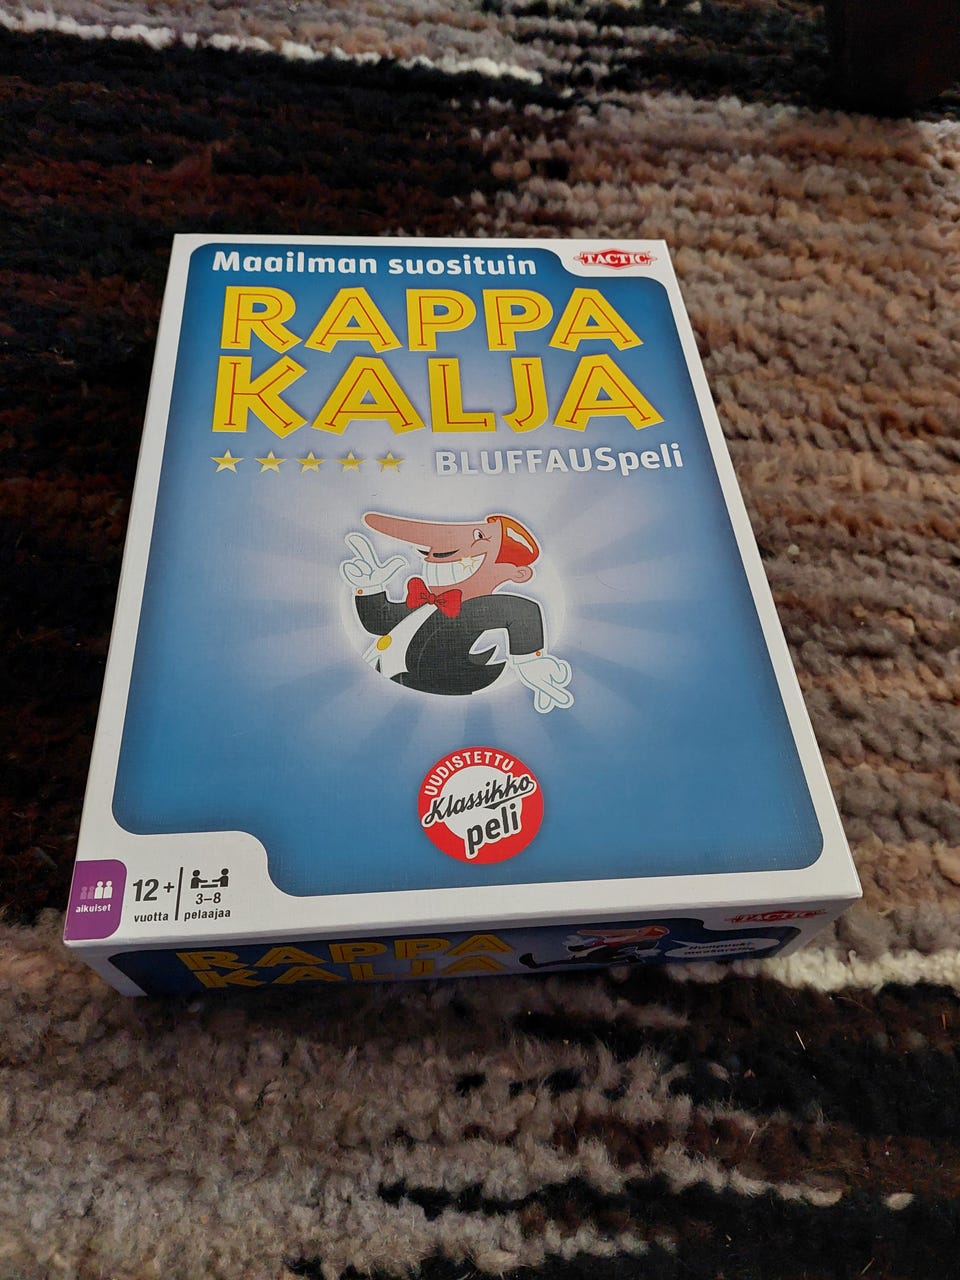 Maailman suosituin
TACTIC
RAPPA
KALJA
BLUFFAUSpeli
UUDISTETTU
Klassikko
peli
aikuiset
12+
vuotta
3-8
pelaajaa
RAPPA
KALJA
TACTIC